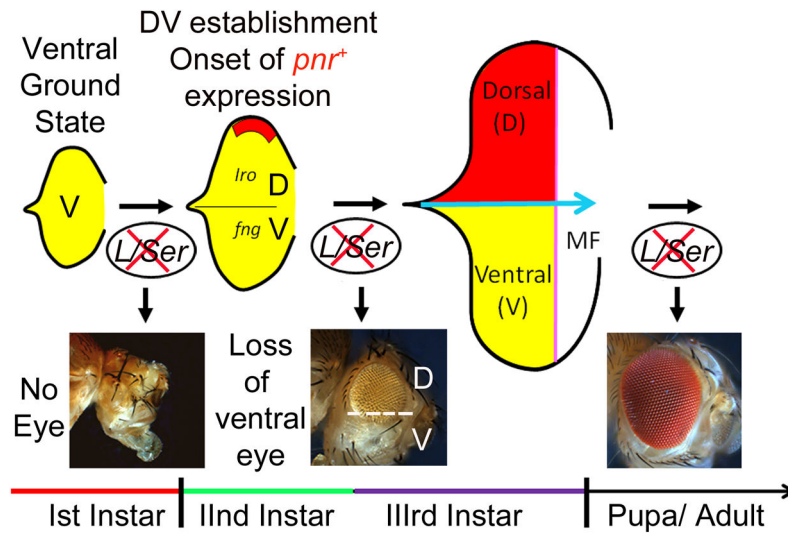 Ventral
Ground
State
DV establishment
Onset of pnr+
expression
V
Iro
D
fng
V
Dorsal
(D)
Ventral
(V)
MF
L/Ser
L/Ser
L/Ser
No
Eye
Loss
of
ventral
eye
D
V
Ist Instar
IInd Instar
IIIrd Instar
Pupa/ Adult